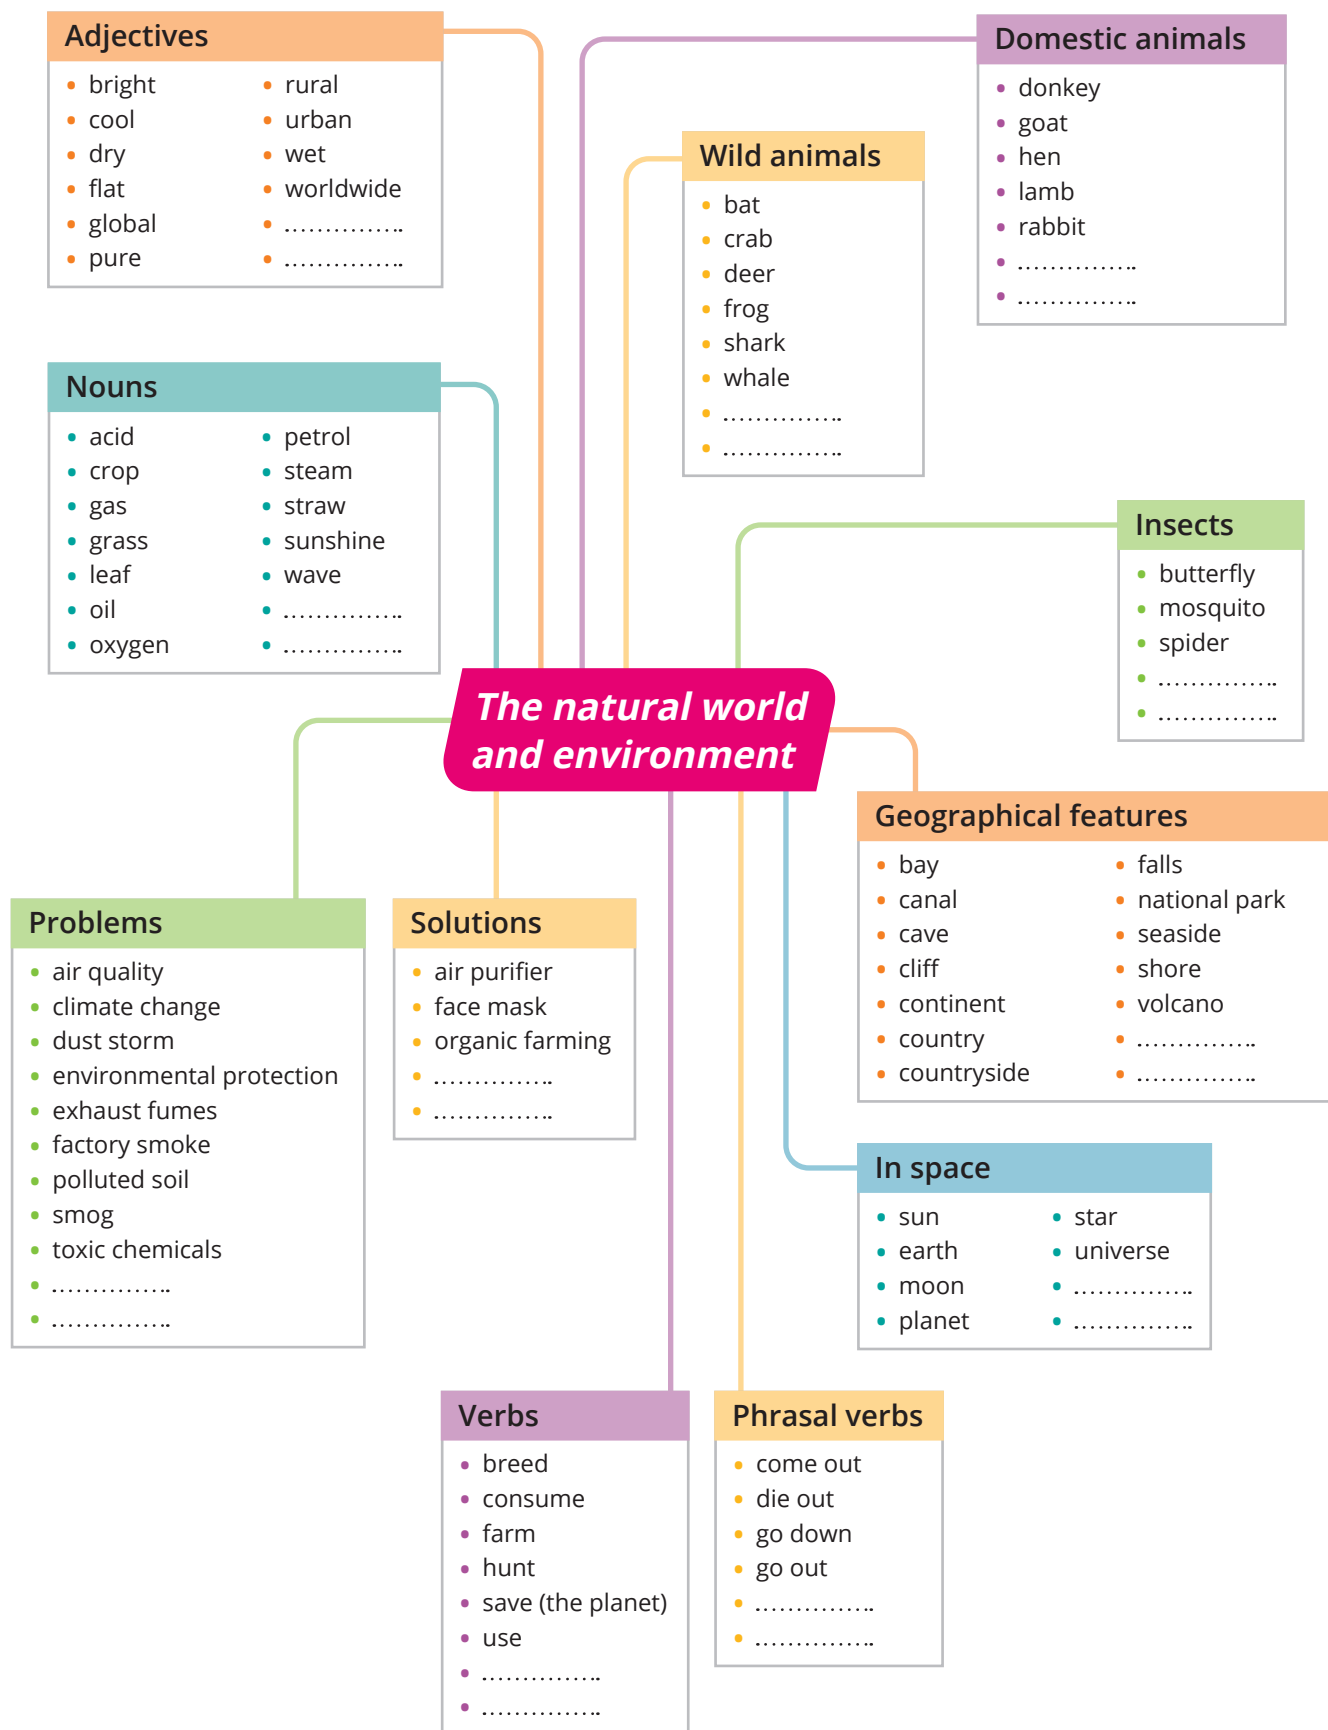 Adjectives
• bright
• cool
• dry
• flat
• global
• pure
• rural
• urban
• wet
• worldwide
• ...............
• ...............
Domestic animals
• donkey
• goat
• hen
• lamb
• rabbit
• ...............
• ...............
Wild animals
• bat
• crab
• deer
• frog
• shark
• whale
• ...............
• ...............
Nouns
• acid
• crop
• gas
• grass
• leaf
• oil
• oxygen
• petrol
• steam
• straw
• sunshine
• wave
• ...............
• ...............
Insects
• butterfly
• mosquito
• spider
• ...............
• ...............
The natural world
and environment
Geographical features
• bay
• canal
• cave
• cliff
• continent
• country
• countryside
• falls
• national park
• seaside
• shore
• volcano
• ...............
• ...............
Problems
• air quality
• climate change
• dust storm
• environmental protection
• exhaust fumes
• factory smoke
• polluted soil
• smog
• toxic chemicals
• ...............
• ...............
Solutions
• air purifier
• face mask
• organic farming
• ...............
• ...............
In space
• sun
• earth
• moon
• planet
• star
• universe
• ...............
• ...............
Verbs
• breed
• consume
• farm
• hunt
• save (the planet)
• use
• ...............
• ...............
Phrasal verbs
• come out
• die out
• go down
• go out
• ...............
• ...............